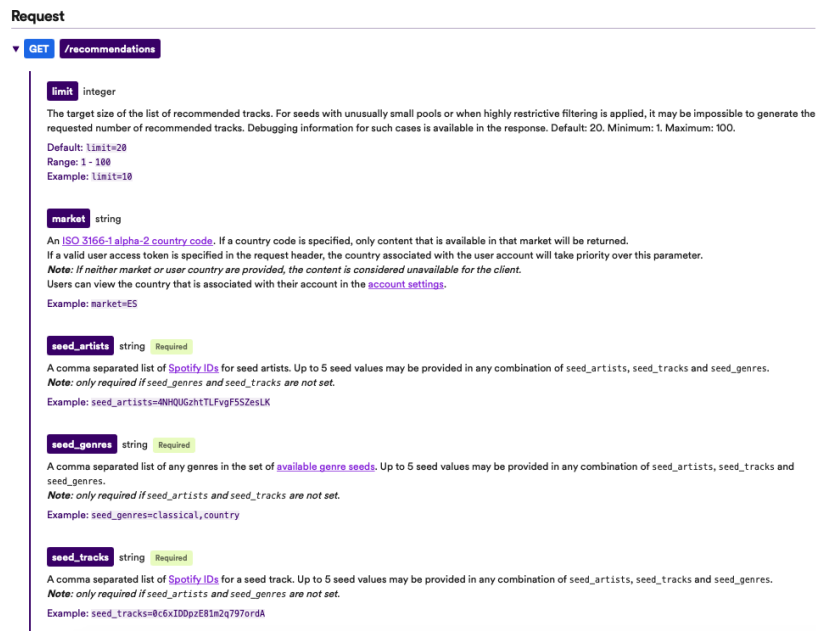 Request
GET /recommendations
limit integer
The target size of the list of recommended tracks. For seeds with unusually small pools or when highly restrictive filtering is applied, it may be impossible to generate the
requested number of recommended tracks. Debugging information for such cases is available in the response. Default: 20. Minimum: 1. Maximum: 100.
Default: limit=20
Range: 1 - 100
Example: limit=10
market string
An ISO 3166-1 alpha-2 country code. If a country code is specified, only content that is available in that market will be returned.
If a valid user access token is specified in the request header, the country associated with the user account will take priority over this parameter.
Note: If neither market or user country are provided, the content is considered unavailable for the client.
Users can view the country that is associated with their account in the account settings.
Example: market=ES
seed_artists string Required
A comma separated list of Spotify IDs for seed artists. Up to 5 seed values may be provided in any combination of seed_artists, seed_tracks and seed_genres.
Note: only required if seed_genres and seed_tracks are not set.
Example: seed_artists=4NHQUGzhtTLFvgF5SZesLK
seed_genres string Required
A comma separated list of any genres in the set of available genre seeds. Up to 5 seed values may be provided in any combination of seed_artists, seed_tracks and
seed_genres.
Note: only required if seed_artists and seed_tracks are not set.
Example: seed_genres=classical,country
seed_tracks string Required
A comma separated list of Spotify IDs for a seed track. Up to 5 seed values may be provided in any combination of seed_artists, seed_tracks and seed_genres.
Note: only required if seed_artists and seed_genres are not set.
Example: seed_tracks=0c6xIDDpzE81m2q797ordA